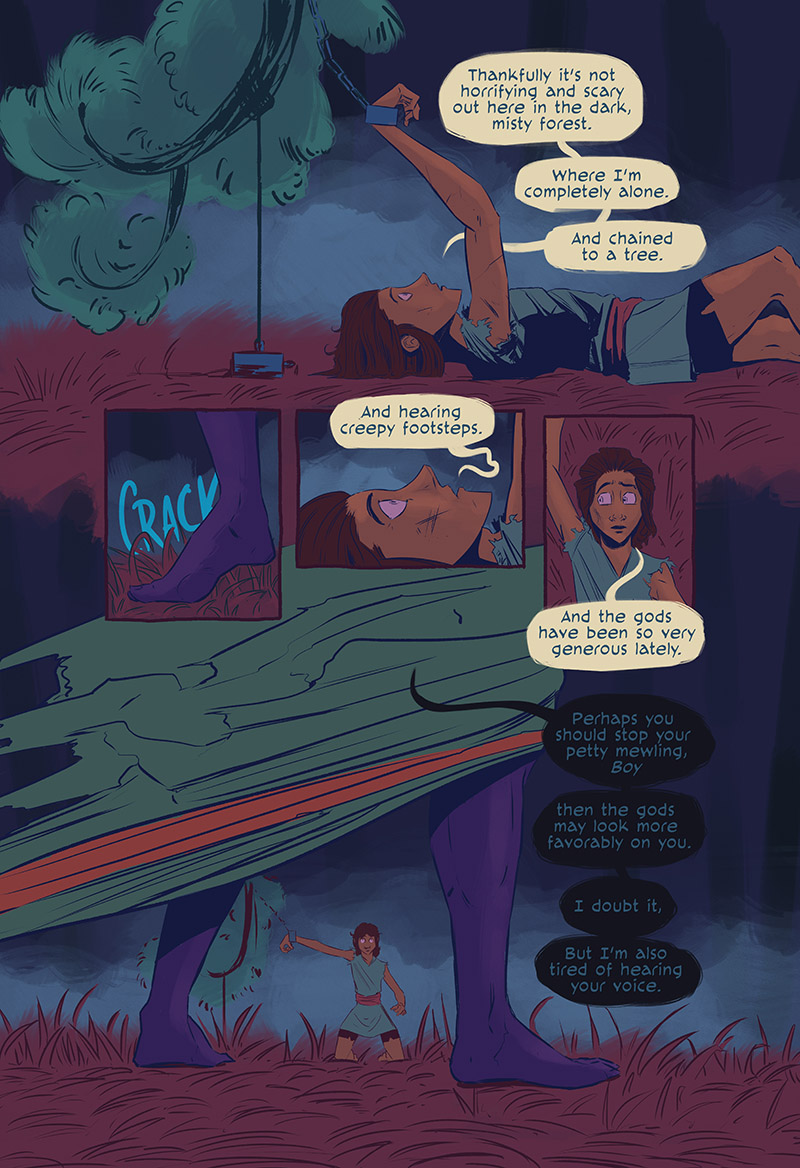 Thankfully it's not
horrifying and scary
out here in the dark,
misty forest.
Where I'm
completely alone.
And chained
to a tree.
CRACK
And hearing
creepy footsteps.
And the gods
have been so very
generous lately.
Perhaps you
should stop your
petty mewling,
Boy
then the gods
may look more
favorably on you.
I doubt it,
But I'm also
tired of hearing
your voice.